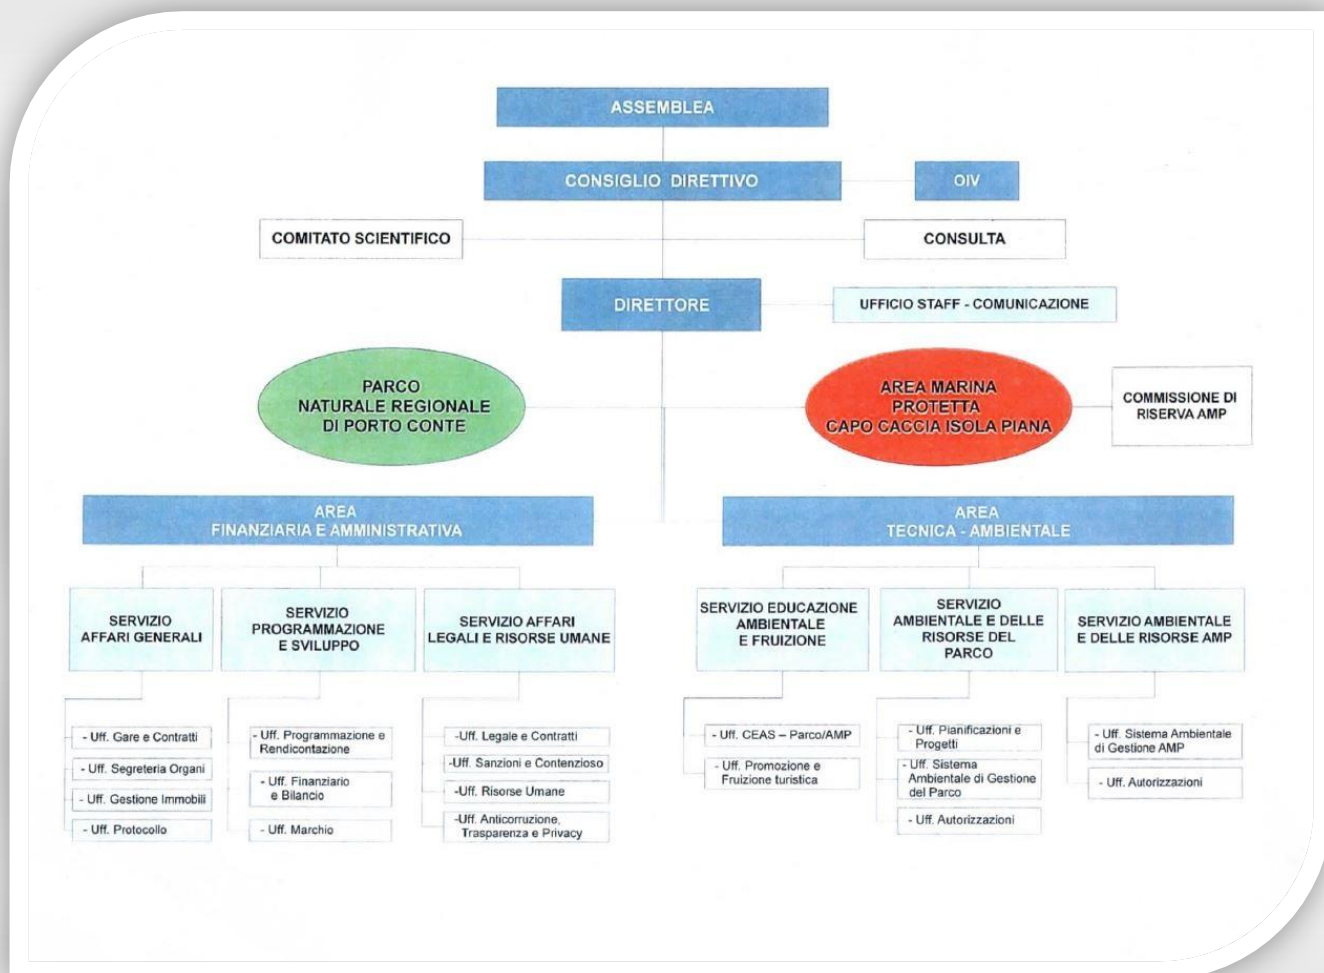 ASSEMBLEA
CONSIGLIO DIRETTIVO
OIV
COMITATO SCIENTIFICO
CONSULTA
DIRETTORE
UFFICIO STAFF - COMUNICAZIONE
PARCO
NATURALE REGIONALE
DI PORTO CONTE
AREA MARINA
PROTETTA
CAPO CACCIA ISOLA PIANA
COMMISSIONE DI
RISERVA AMP
AREA
FINANZIARIA E AMMINISTRATIVA
AREA
TECNICA - AMBIENTALE
SERVIZIO
AFFARI GENERALI
SERVIZIO
PROGRAMMAZIONE
E SVILUPPO
SERVIZIO AFFARI
LEGALI E RISORSE UMANE
SERVIZIO EDUCAZIONE
AMBIENTALE
E FRUIZIONE
SERVIZIO
AMBIENTALE E DELLE
RISORSE DEL
PARCO
SERVIZIO AMBIENTALE
E DELLE RISORSE AMP
- Uff. Gare e Contratti
- Uff. Segreteria Organi
- Uff. Gestione Immobili
- Uff. Protocollo
- Uff. Programmazione e
Rendicontazione
- Uff. Finanziario
e Bilancio
- Uff. Marchio
-Uff. Legale e Contratti
-Uff. Sanzioni e Contenzioso
-Uff. Risorse Umane
-Uff. Anticorruzione,
Trasparenza e Privacy
- Uff. CEAS – Parco/AMP
- Uff. Promozione e
Fruizione turistica
- Uff. Pianificazioni e
Progetti
- Uff. Sistema
Ambientale di Gestione
del Parco
- Uff. Autorizzazioni
- Uff. Sistema Ambientale
di Gestione AMP
- Uff. Autorizzazioni